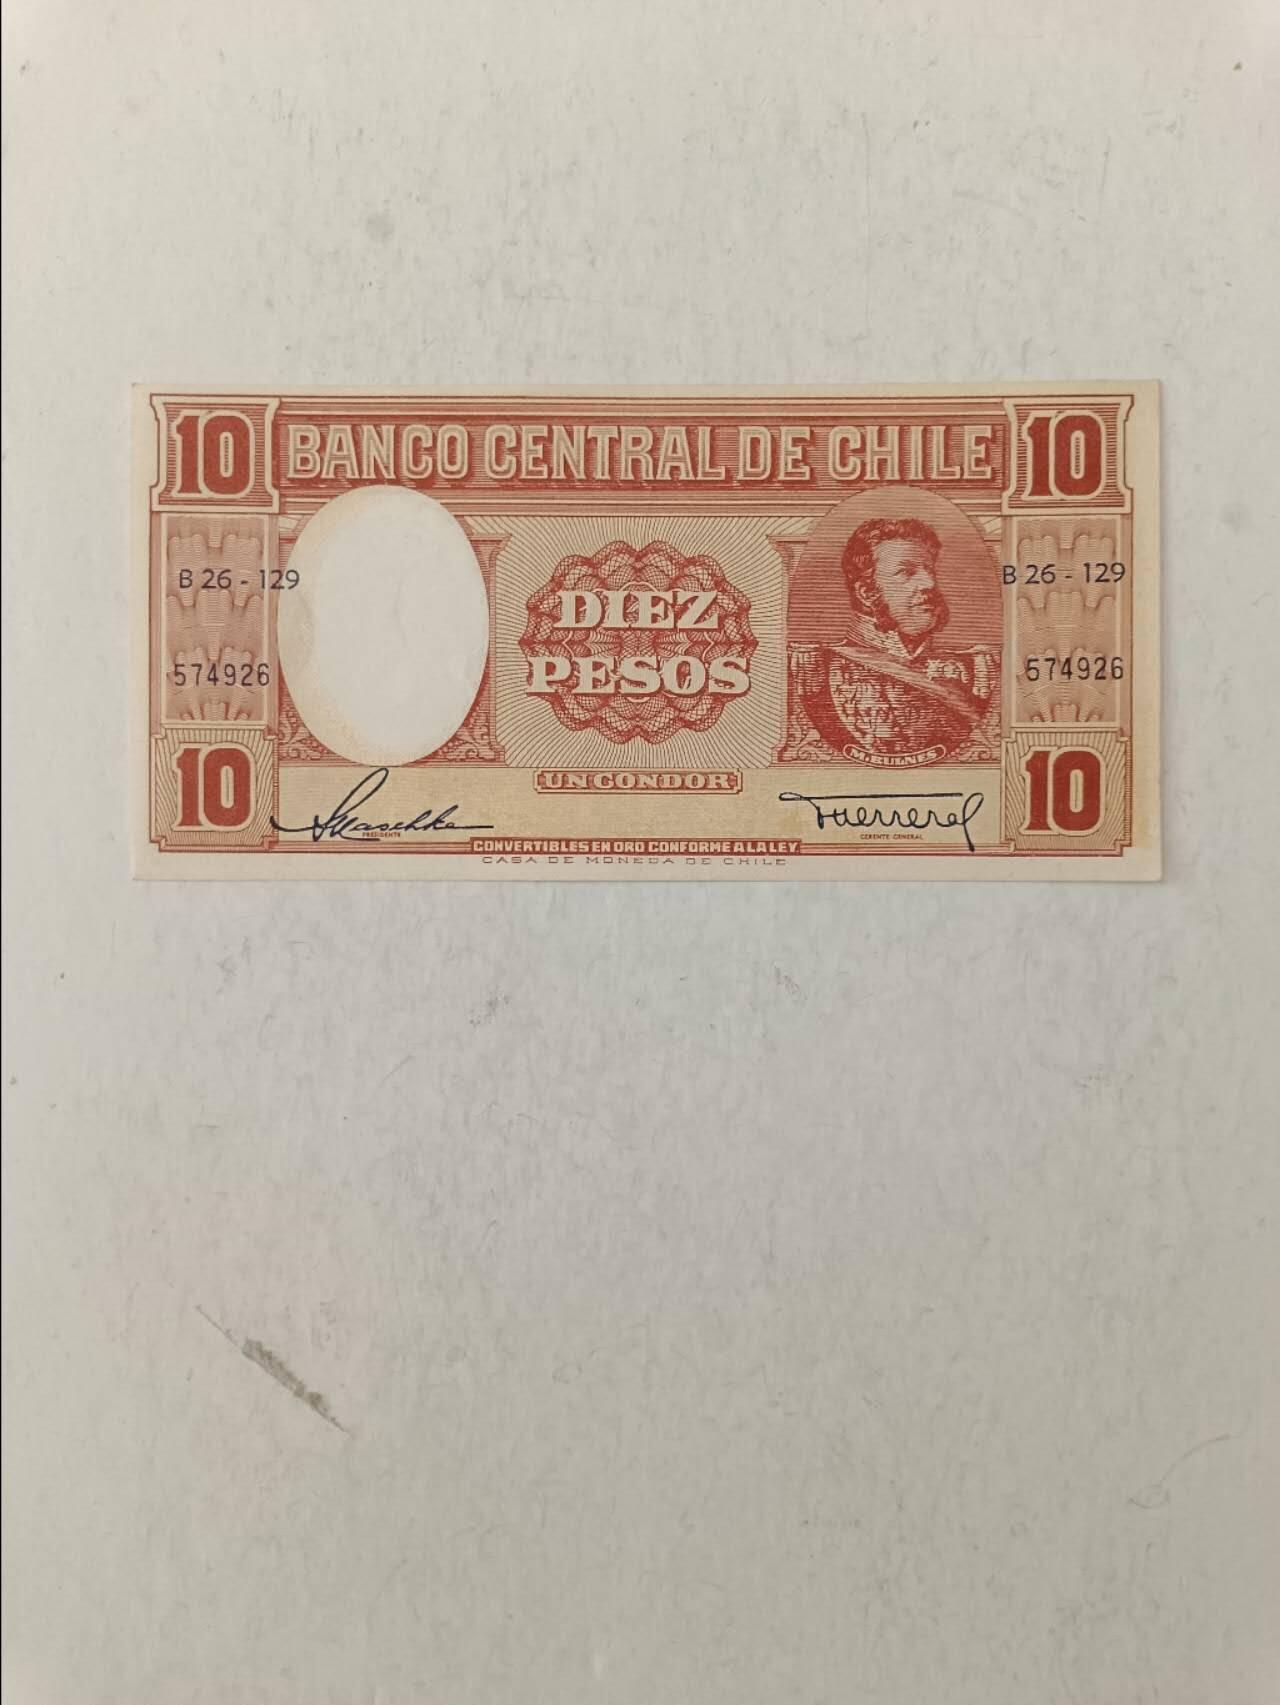 10 BANCO CENTRAL DE CHILE 10
B 26 - 129 B 26 - 129
DIEZ
PESOS
574926 574926
M. BULNES
10 UN CONDOR 10
PRESIDENTE GERENTE GENERAL
CONVERTIBLES EN ORO CONFORME A LA LEY
CASA DE MONEDA DE CHILE